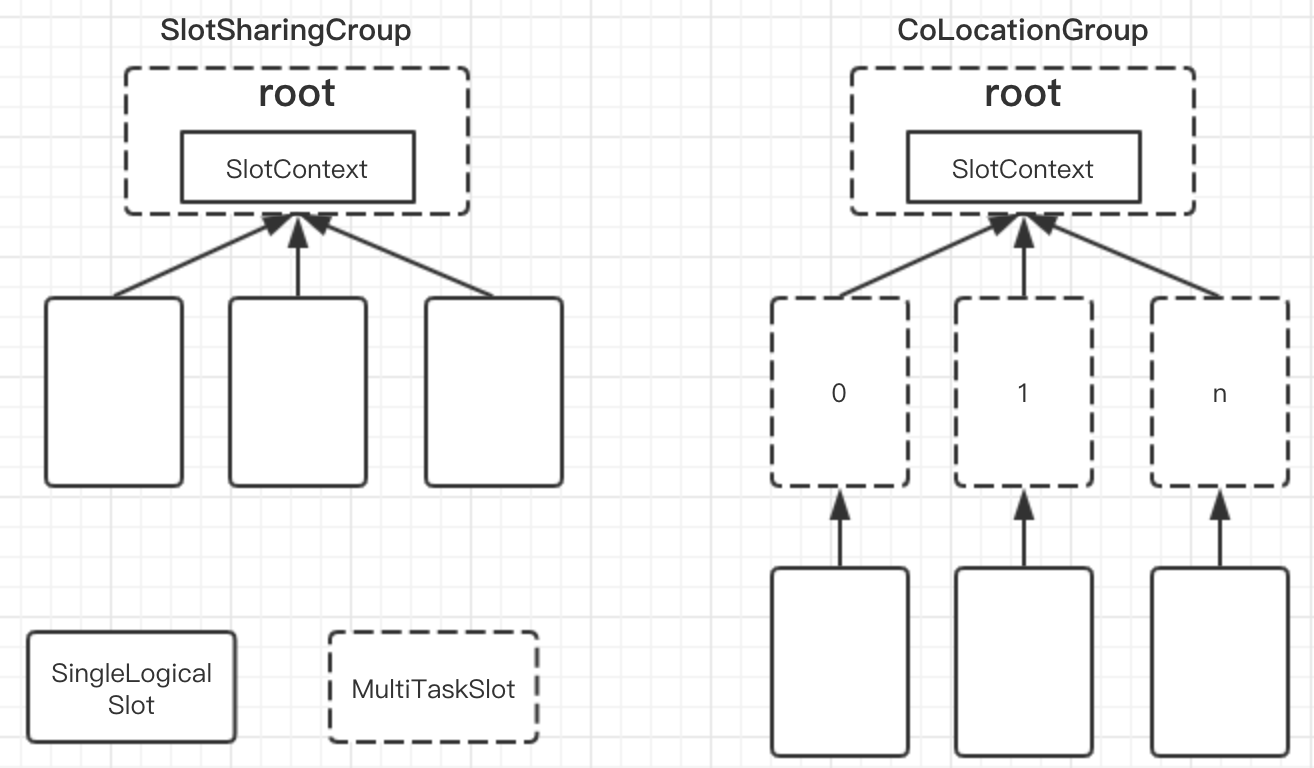 SlotSharingCroup
root
SlotContext
CoLocationGroup
root
SlotContext
0
1
n
SingleLogical
Slot
MultiTaskSlot